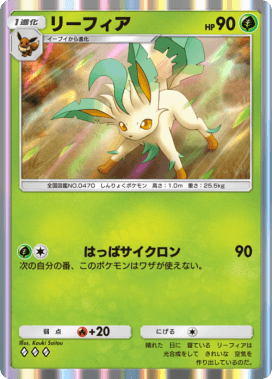 1進化
リーフィア
HP90
イーブイから進化
全国図鑑NO.0470 しんりょくポケモン 高さ：1.0m 重さ：25.5kg
はっぱサイクロン 90
次の自分の番、このポケモンはワザが使えない。
弱点 +20 にげる
Illus. Kouki Saitou
晴れた 日に 寝ている リーフィアは
光合成をして きれいな 空気を
作り出しているのだ。